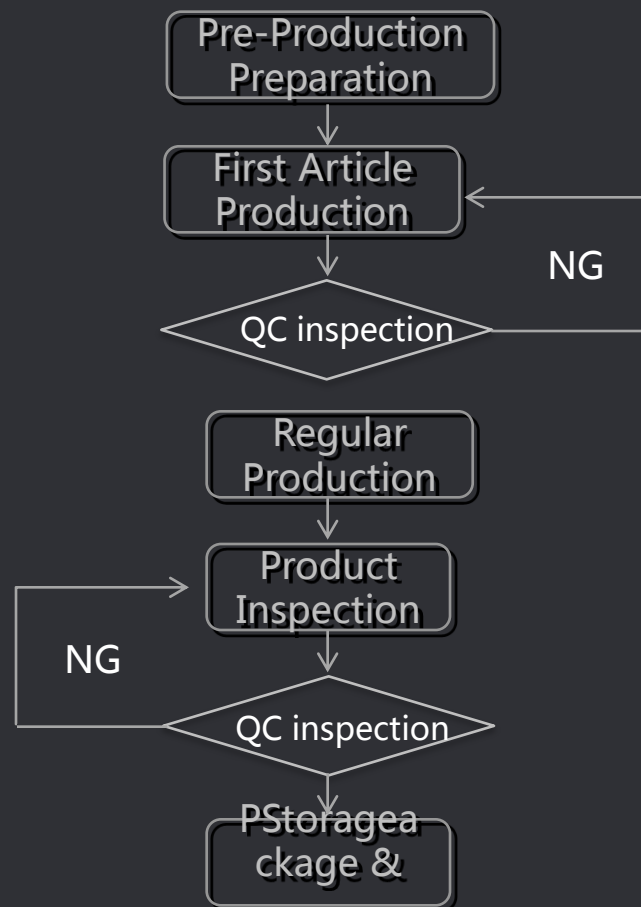 Pre-Production
Preparation
First Article
Production
NG
QC inspection
Regular
Production
Product
Inspection
NG
QC inspection
PStoragea
ckage &